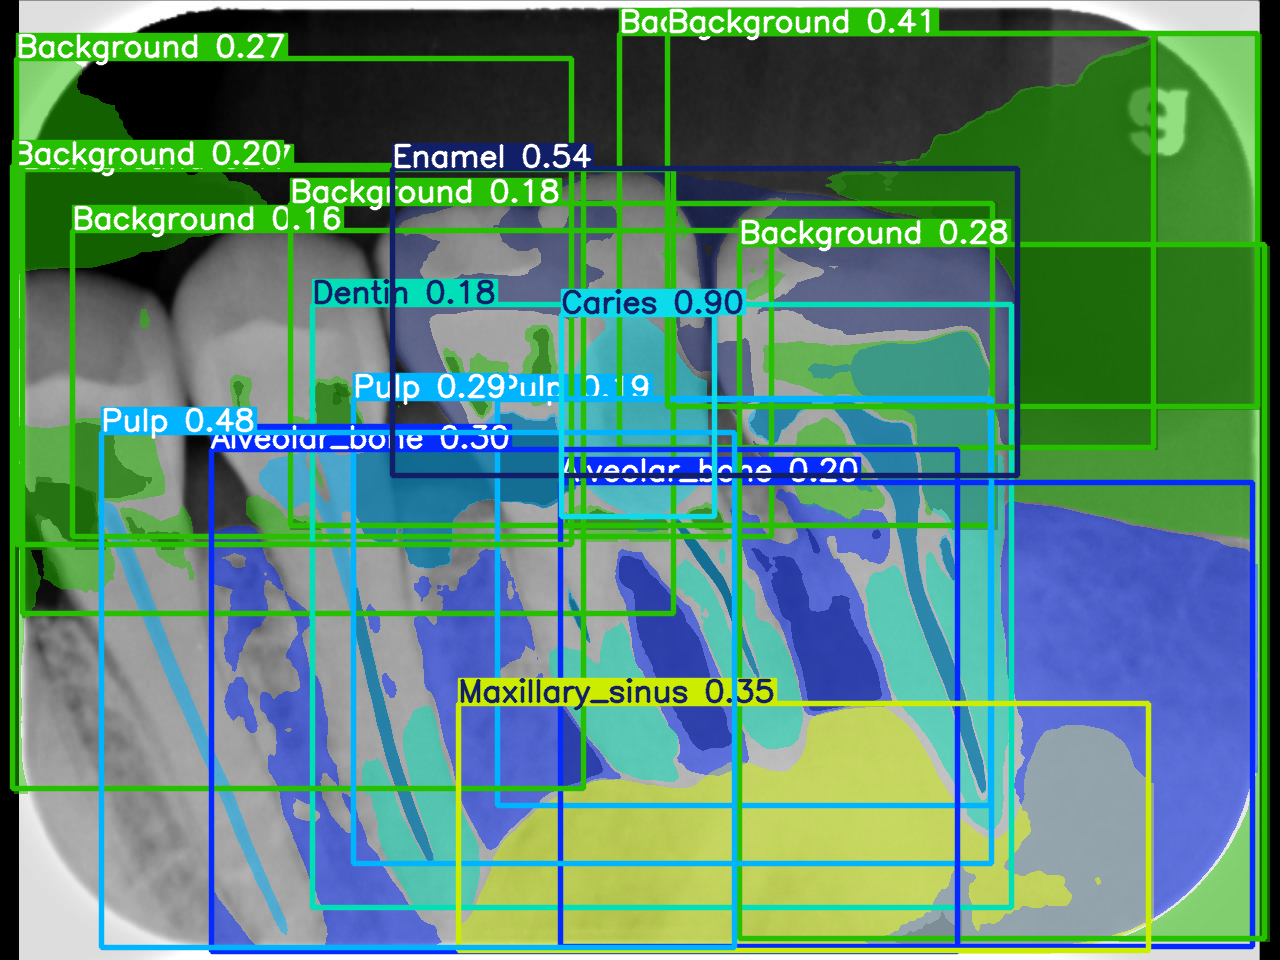 Background 0.41
Background 0.27
Background 0.20
Enamel 0.54
Background 0.18
Background 0.16
Background 0.28
Dentin 0.18
Caries 0.90
Pulp 0.29
Pulp 0.19
Pulp 0.48
Alveolar_bone 0.30
Alveolar_bone 0.20
Maxillary_sinus 0.35